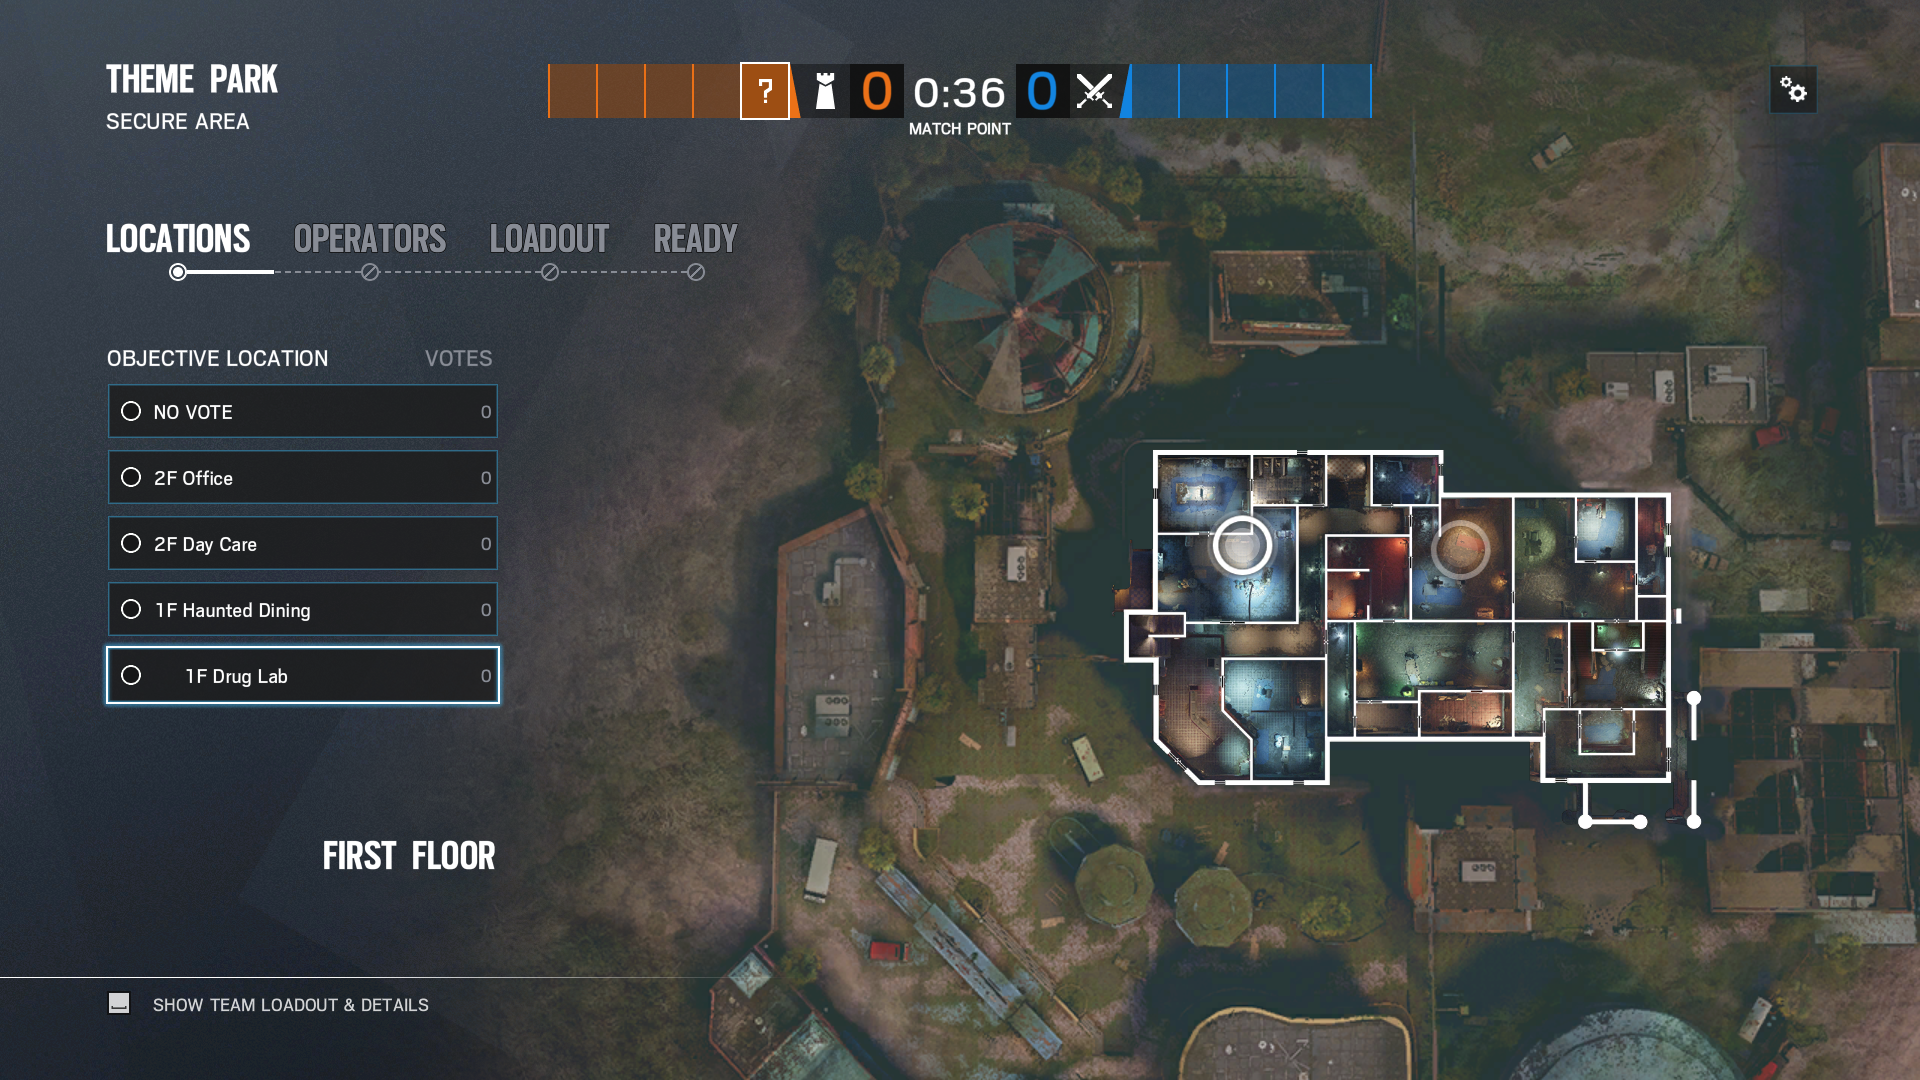 THEME PARK
SECURE AREA
?
0
0:36
0
MATCH POINT
LOCATIONS
OPERATORS
LOADOUT
READY
OBJECTIVE LOCATION
VOTES
NO VOTE
0
2F Office
0
2F Day Care
0
1F Haunted Dining
0
1F Drug Lab
0
FIRST FLOOR
SHOW TEAM LOADOUT & DETAILS